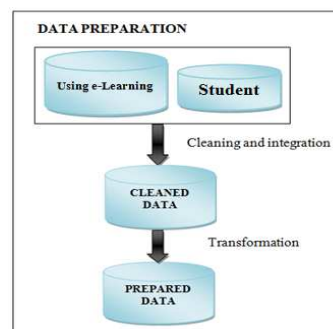 DATA PREPARATION
Using e-Learning
Student
Cleaning and integration
CLEANED
DATA
Transformation
PREPARED
DATA